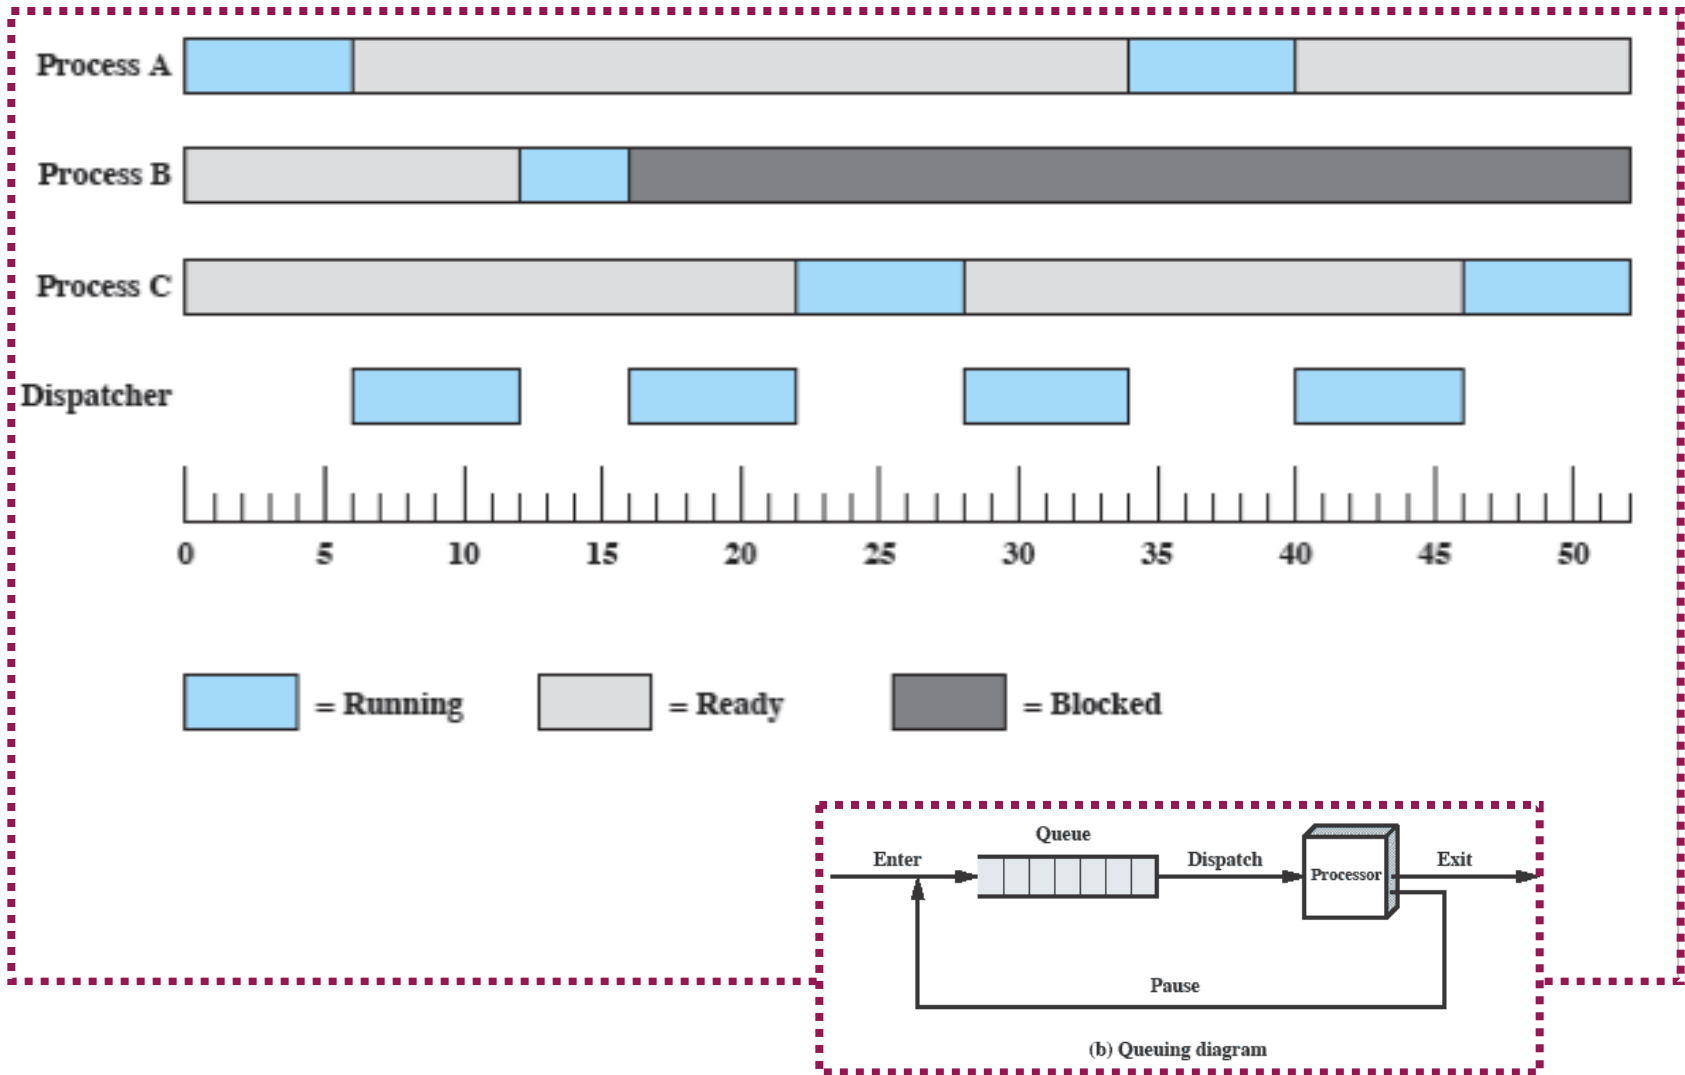 Process A
Process B
Process C
Dispatcher
0 5 10 15 20 25 30 35 40 45 50
= Running = Ready = Blocked
Queue
Enter Dispatch Processor Exit
Pause
(b) Queuing diagram